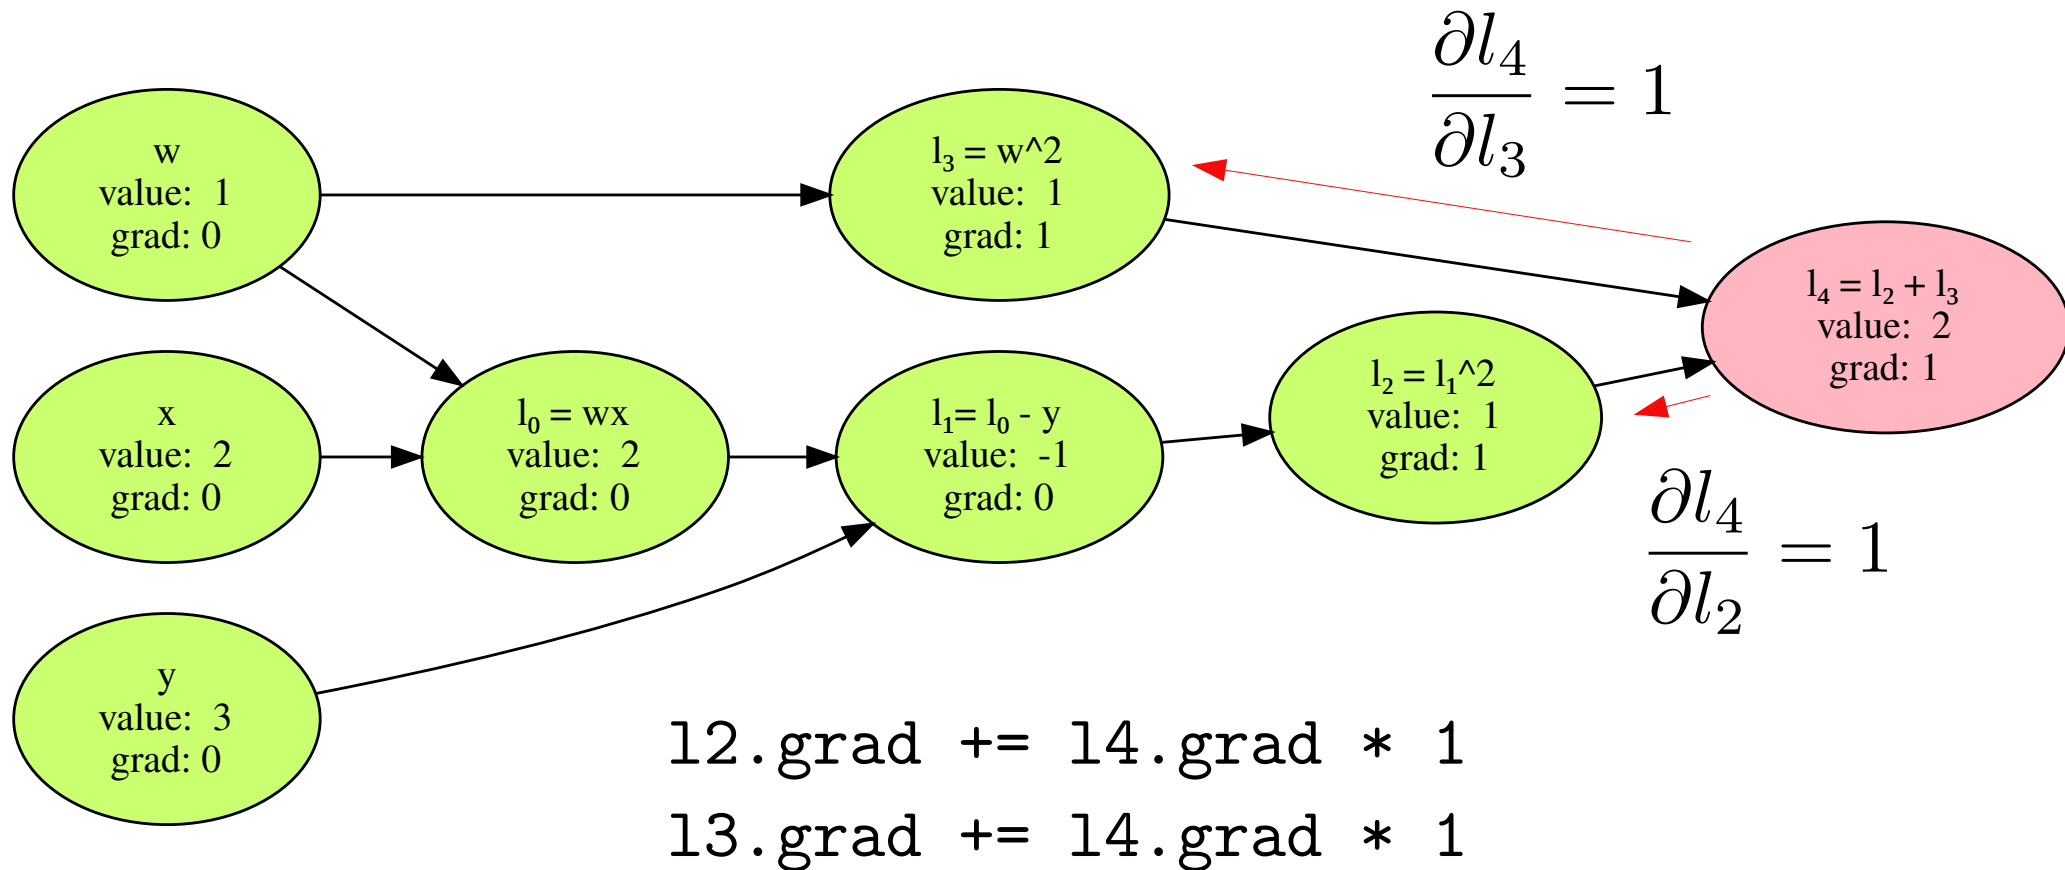 ∂l₄/∂l₃ = 1
w
value: 1
grad: 0
l₃ = w^2
value: 1
grad: 1
l₄ = l₂ + l₃
value: 2
grad: 1
x
value: 2
grad: 0
l₀ = wx
value: 2
grad: 0
l₁= l₀ - y
value: -1
grad: 0
l₂ = l₁^2
value: 1
grad: 1
∂l₄/∂l₂ = 1
y
value: 3
grad: 0
l2.grad += l4.grad * 1
l3.grad += l4.grad * 1